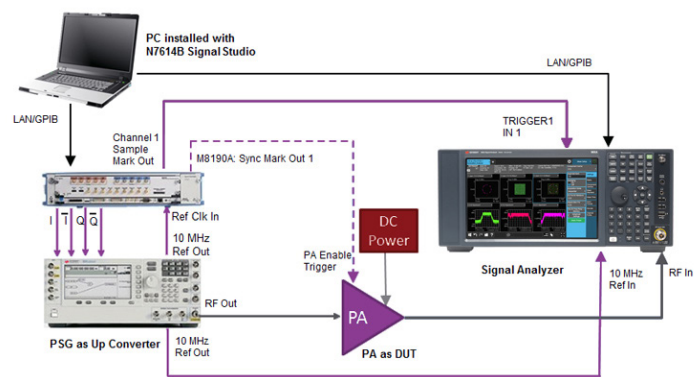 PC installed with
N7614B Signal Studio
LAN/GPIB
LAN/GPIB
Channel 1
Sample
Mark Out
M8190A: Sync Mark Out 1
TRIGGER1
IN 1
I
I
Q
Q
Ref Clk In
10 MHz
Ref Out
DC
Power
PA Enable
Trigger
Signal Analyzer
10 MHz
Ref In
RF In
RF Out
PA
PSG as Up Converter
10 MHz
Ref Out
PA as DUT